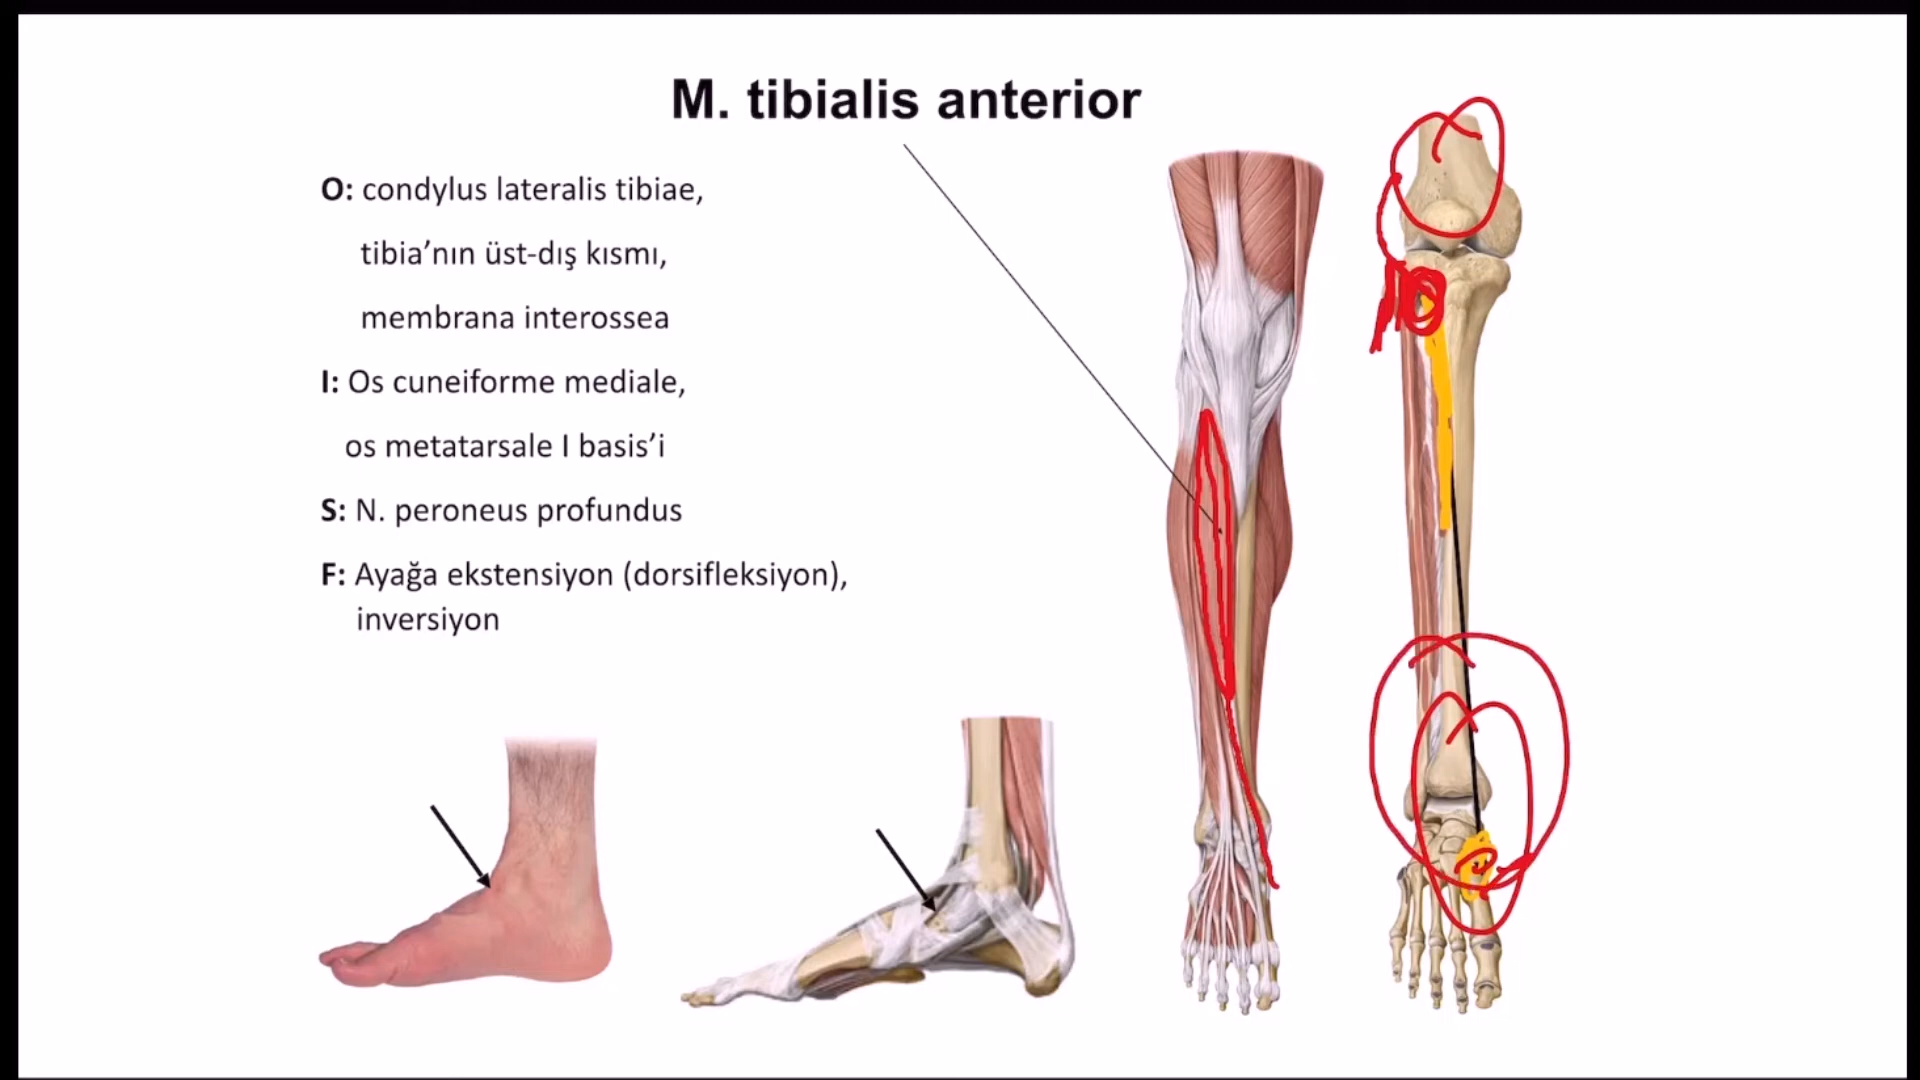 M. tibialis anterior
O: condylus lateralis tibiae,
tibia’nın üst-dış kısmı,
membrana interossea
I: Os cuneiforme mediale,
os metatarsale I basis’i
S: N. peroneus profundus
F: Ayağa ekstensiyon (dorsifleksiyon),
inversiyon